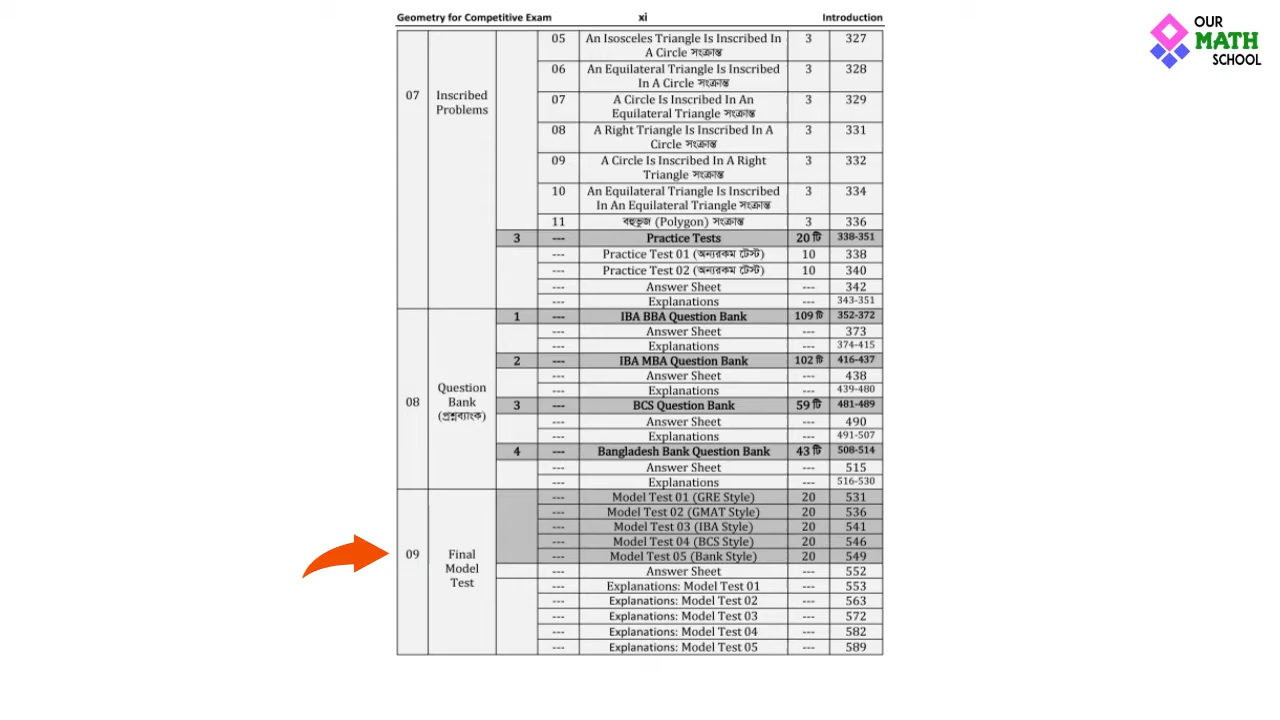 Geometry for Competitive Exam xi Introduction
OUR
MATH
SCHOOL
05 An Isosceles Triangle Is Inscribed In 3 327
A Circle সংক্রান্ত
06 An Equilateral Triangle Is Inscribed 3 328
In A Circle সংক্রান্ত
07 Inscribed 07 A Circle Is Inscribed In An 3 329
Problems Equilateral Triangle সংক্রান্ত
08 A Right Triangle Is Inscribed In A 3 331
Circle সংক্রান্ত
09 A Circle Is Inscribed In A Right 3 332
Triangle সংক্রান্ত
10 An Equilateral Triangle Is Inscribed 3 334
In An Equilateral Triangle সংক্রান্ত
11 বহুভূজ (Polygon) সংক্রান্ত 3 336
3 --- Practice Tests 20 টি 338-351
--- Practice Test 01 (অন্যরকম টেস্ট) 10 338
--- Practice Test 02 (অন্যরকম টেস্ট) 10 340
--- Answer Sheet --- 342
--- Explanations --- 343-351
1 --- IBA BBA Question Bank 109 টি 352-372
--- Answer Sheet --- 373
--- Explanations --- 374-415
2 --- IBA MBA Question Bank 102 টি 416-437
--- Answer Sheet --- 438
Question --- Explanations --- 439-480
08 Bank 3 --- BCS Question Bank 59 টি 481-489
(প্রশ্নব্যাংক) --- Answer Sheet --- 490
--- Explanations --- 491-507
4 --- Bangladesh Bank Question Bank 43 টি 508-514
--- Answer Sheet --- 515
--- Explanations --- 516-530
--- Model Test 01 (GRE Style) 20 531
--- Model Test 02 (GMAT Style) 20 536
--- Model Test 03 (IBA Style) 20 541
--- Model Test 04 (BCS Style) 20 546
09 Final --- Model Test 05 (Bank Style) 20 549
Model --- Answer Sheet --- 552
Test --- Explanations: Model Test 01 --- 553
--- Explanations: Model Test 02 --- 563
--- Explanations: Model Test 03 --- 572
--- Explanations: Model Test 04 --- 582
--- Explanations: Model Test 05 --- 589